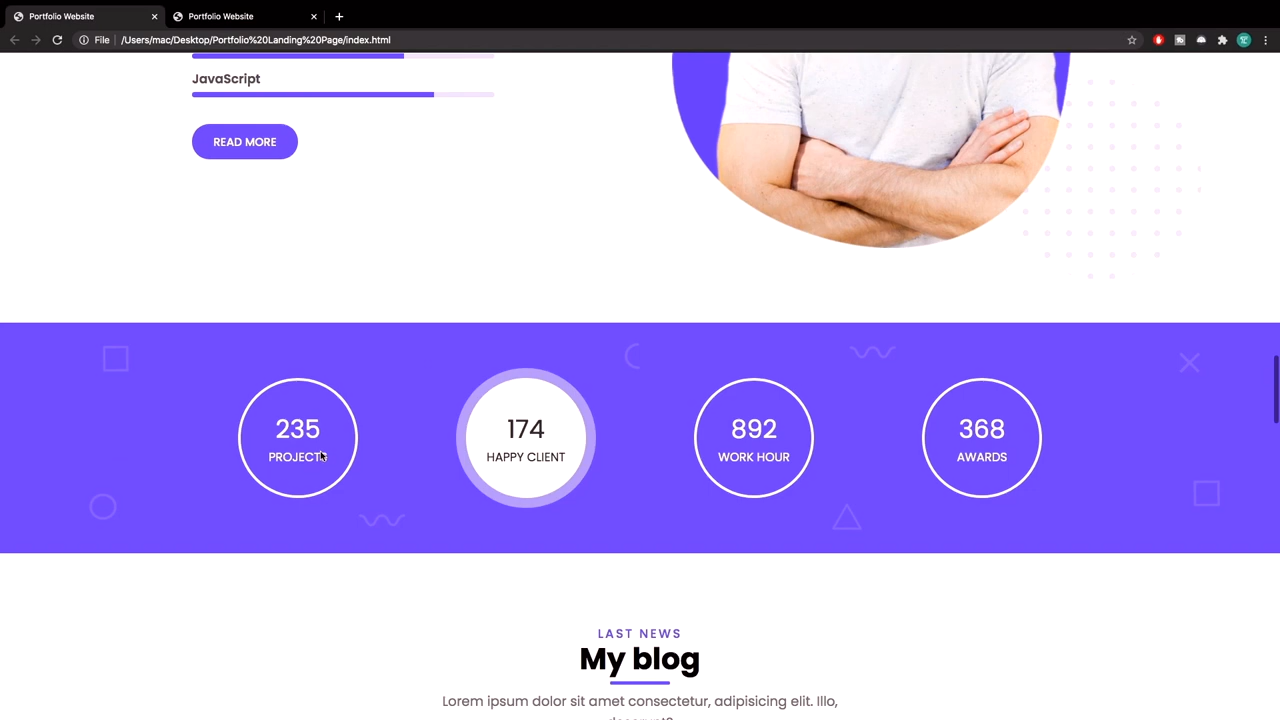 Portfolio Website
Portfolio Website
File
/Users/mac/Desktop/Portfolio%20Landing%20Page/index.html
JavaScript
READ MORE
235
PROJECTS
174
HAPPY CLIENT
892
WORK HOUR
368
AWARDS
LAST NEWS
My blog
Lorem ipsum dolor sit amet consectetur, adipisicing elit. Illo,